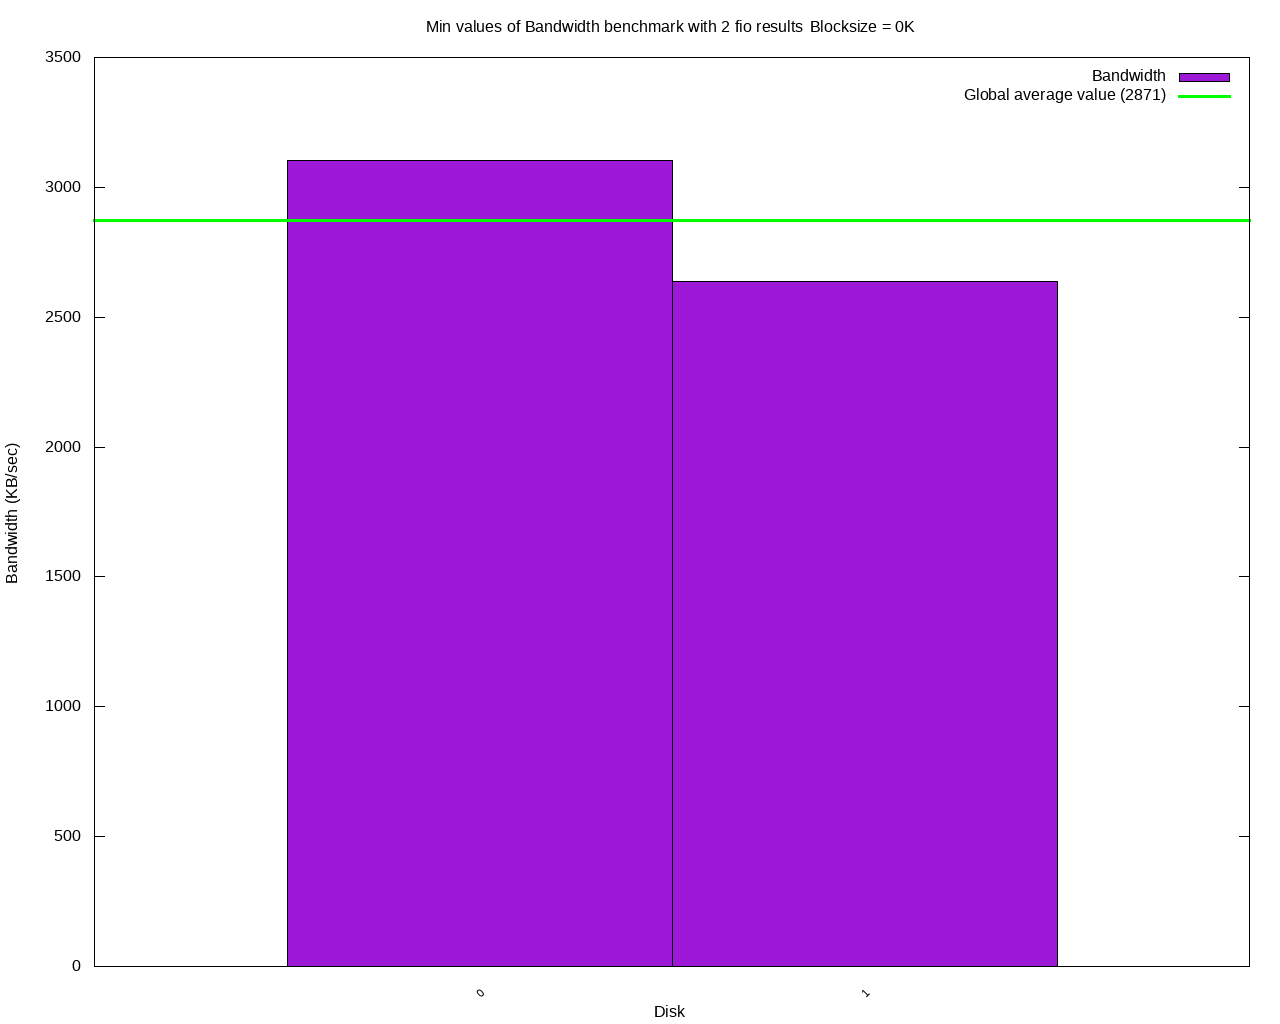 Min values of Bandwidth benchmark with 2 fio results Blocksize = 0K
Bandwidth
Global average value (2871)
3500
3000
2500
2000
1500
1000
500
0
Bandwidth (KB/sec)
0
1
Disk